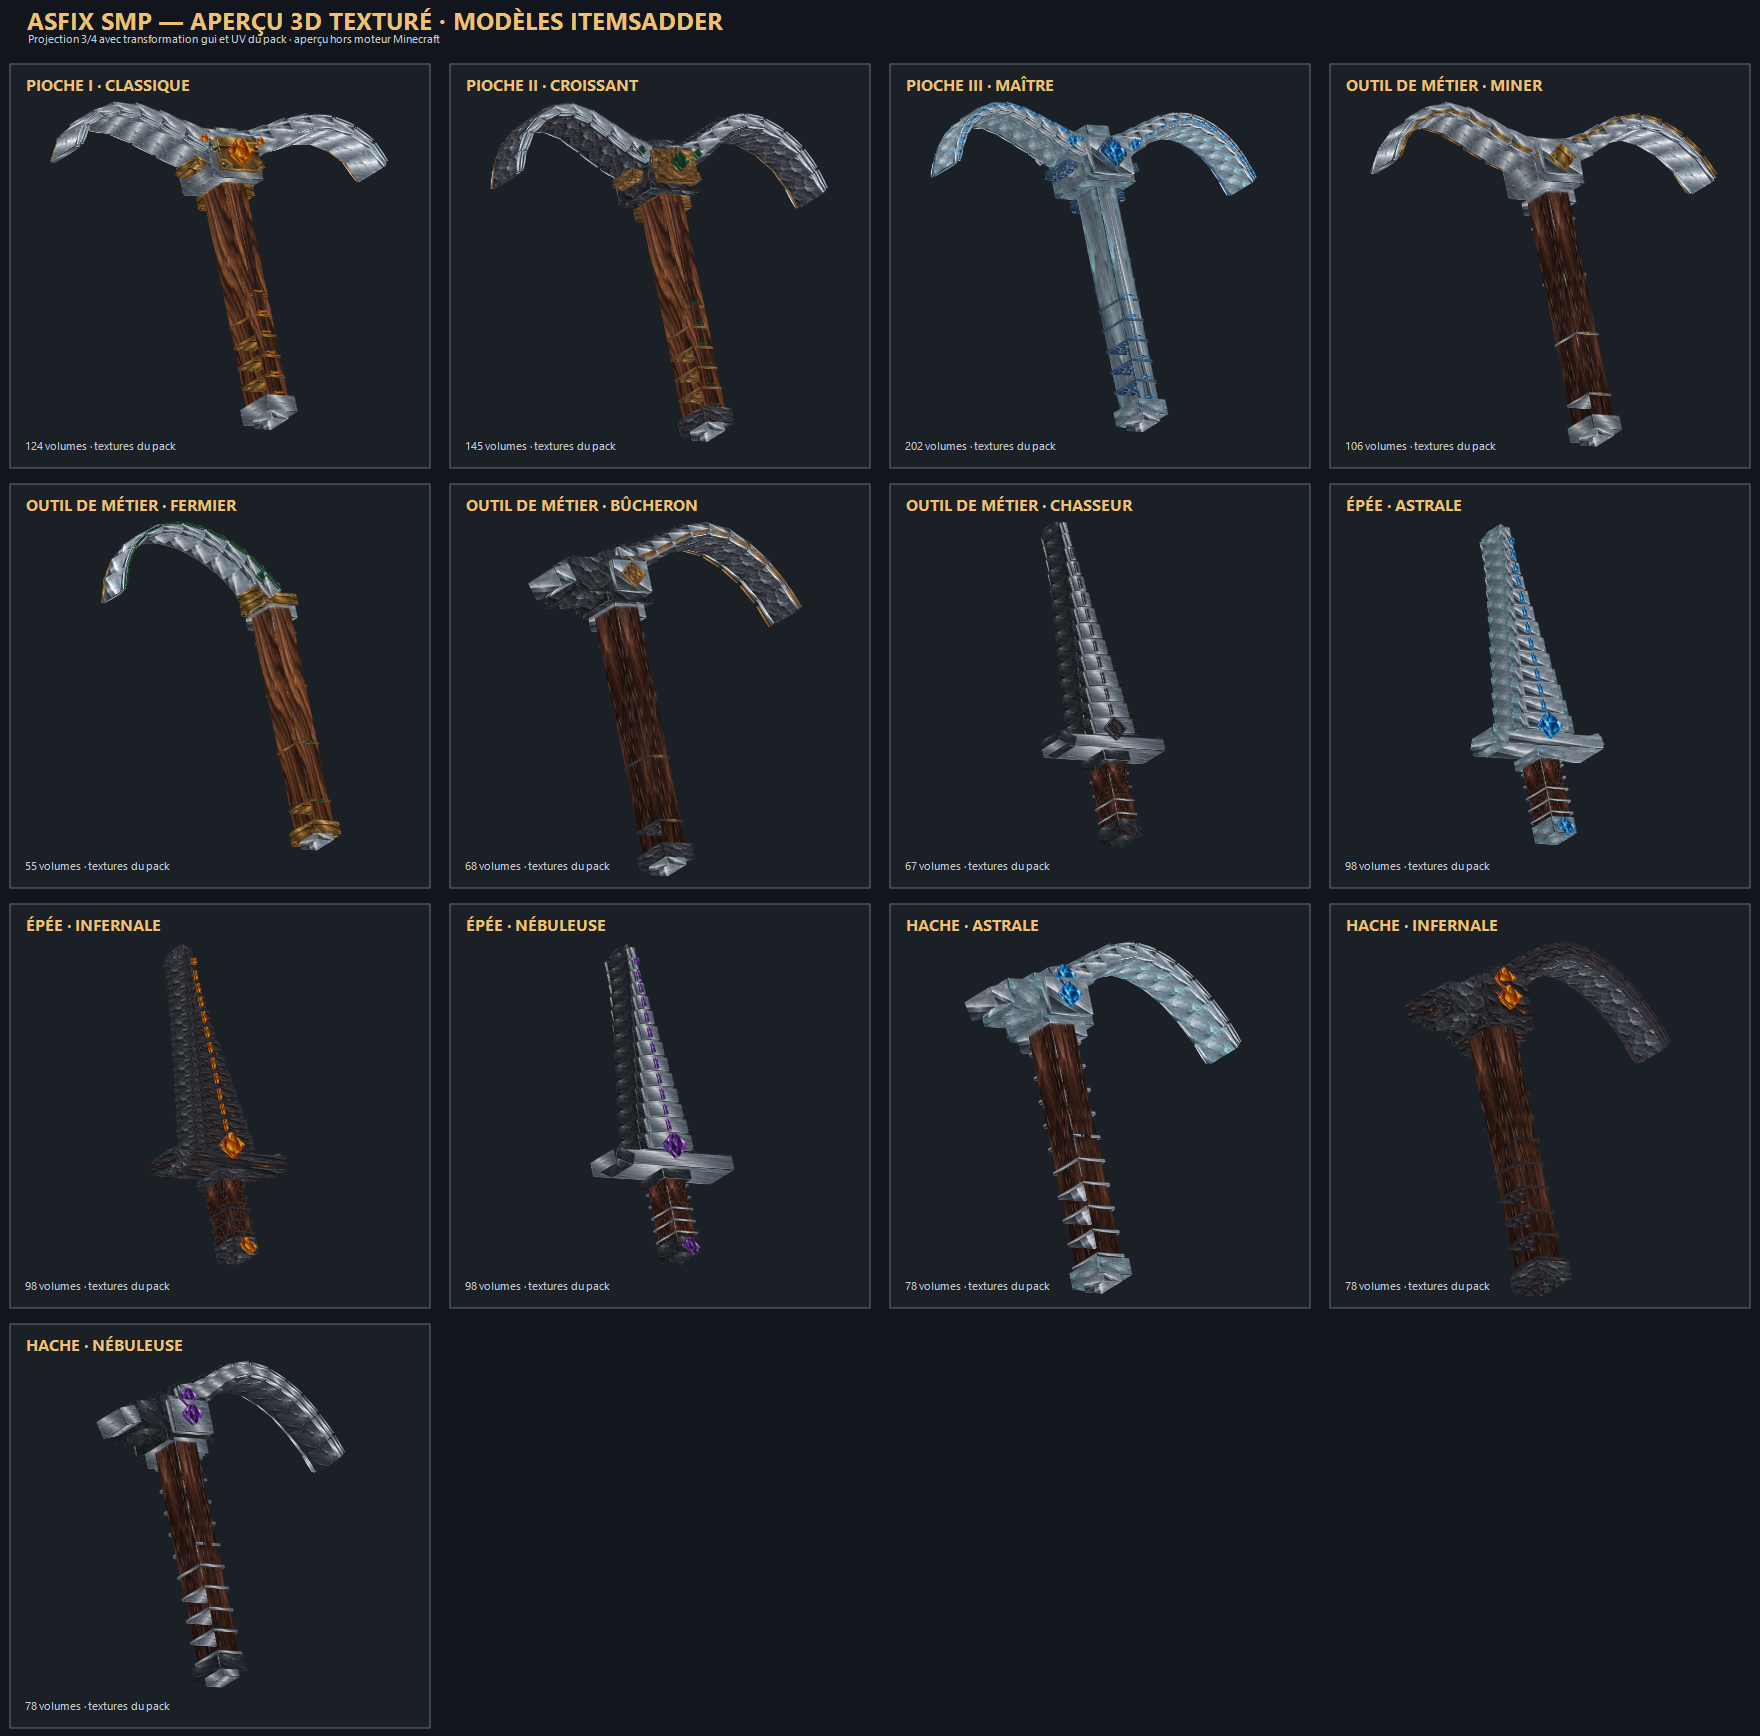 ASFIX SMP — APERÇU 3D TEXTURÉ · MODÈLES ITEMSADDER
Projection 3/4 avec transformation gui et UV du pack · aperçu hors moteur Minecraft
PIOCHE I · CLASSIQUE
124 volumes · textures du pack
PIOCHE II · CROISSANT
145 volumes · textures du pack
PIOCHE III · MAÎTRE
202 volumes · textures du pack
OUTIL DE MÉTIER · MINER
106 volumes · textures du pack
OUTIL DE MÉTIER · FERMIER
55 volumes · textures du pack
OUTIL DE MÉTIER · BÛCHERON
68 volumes · textures du pack
OUTIL DE MÉTIER · CHASSEUR
67 volumes · textures du pack
ÉPÉE · ASTRALE
98 volumes · textures du pack
ÉPÉE · INFERNALE
98 volumes · textures du pack
ÉPÉE · NÉBULEUSE
98 volumes · textures du pack
HACHE · ASTRALE
78 volumes · textures du pack
HACHE · INFERNALE
78 volumes · textures du pack
HACHE · NÉBULEUSE
78 volumes · textures du pack